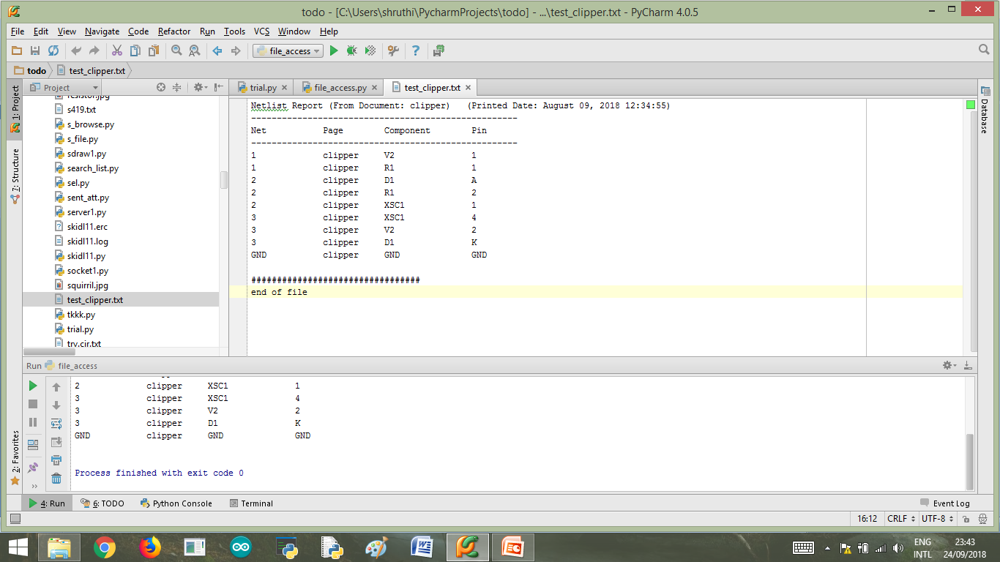 todo - [C:\Users\shruthi\PycharmProjects\todo] - ...\test_clipper.txt - PyCharm 4.0.5
File Edit View Navigate Code Refactor Run Tools VCS Window Help
file_access
todo test_clipper.txt
1: Project
7: Structure
2: Favorites
Project
resistor.jpg
s419.txt
s_browse.py
s_file.py
sdraw1.py
search_list.py
sel.py
sent_att.py
server1.py
skidl11.erc
skidl11.log
skidl11.py
socket1.py
squirril.jpg
test_clipper.txt
tkkk.py
trial.py
try.cir.txt
trial.py file_access.py test_clipper.txt
Netlist Report (From Document: clipper) (Printed Date: August 09, 2018 12:34:55)
----------------------------------------------------
Net Page Component Pin
----------------------------------------------------
1 clipper V2 1
1 clipper R1 1
2 clipper D1 A
2 clipper R1 2
2 clipper XSC1 1
3 clipper XSC1 4
3 clipper V2 2
3 clipper D1 K
GND clipper GND GND
#################################
end of file
Database
Run file_access
2 clipper XSC1 1
3 clipper XSC1 4
3 clipper V2 2
3 clipper D1 K
GND clipper GND GND
Process finished with exit code 0
4: Run 6: TODO Python Console Terminal Event Log
16:12 CRLF UTF-8
ENG
INTL
23:43
24/09/2018